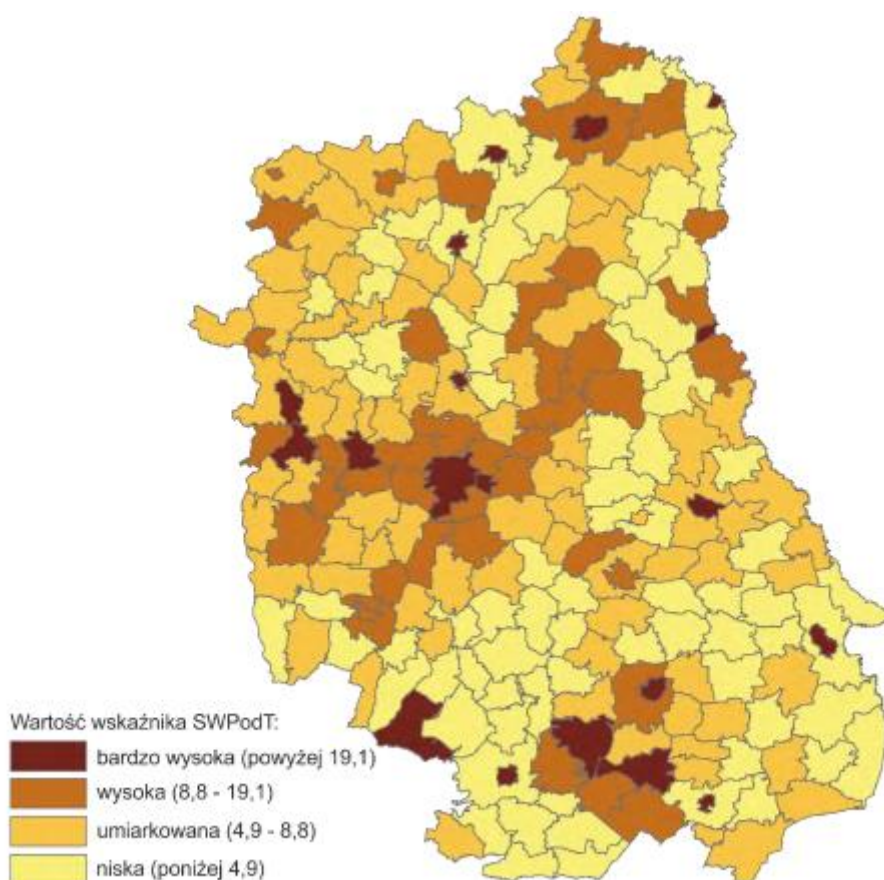 Wartość wskaźnika SWPodT:
bardzo wysoka (powyżej 19,1)
wysoka (8,8 - 19,1)
umiarkowana (4,9 - 8,8)
niska (poniżej 4,9)